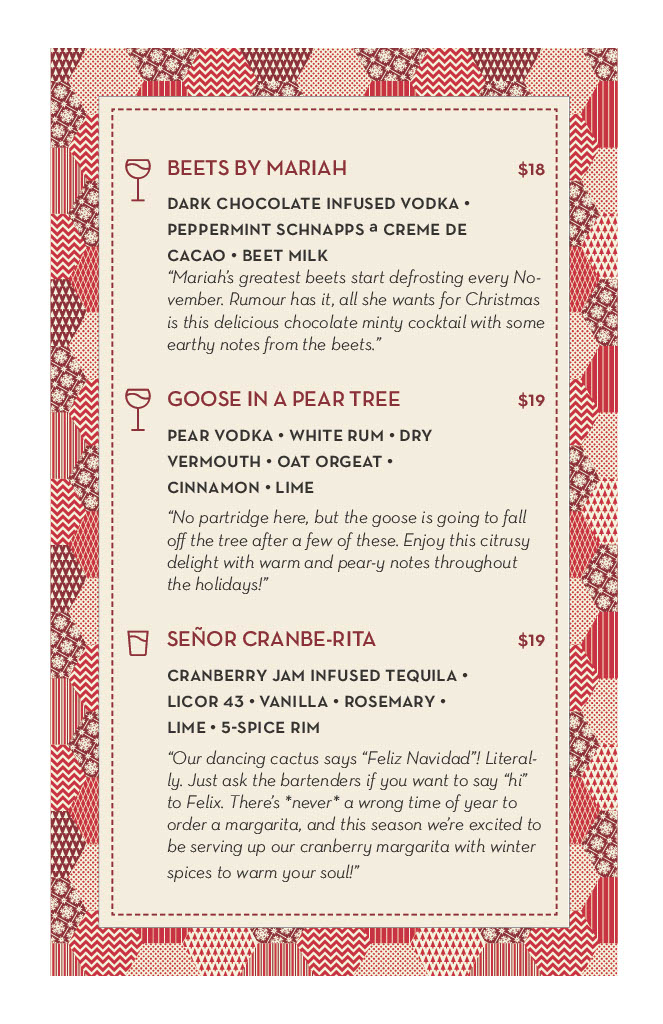 BEETS BY MARIAH $18
DARK CHOCOLATE INFUSED VODKA •
PEPPERMINT SCHNAPPS a CREME DE
CACAO • BEET MILK
“Mariah’s greatest beets start defrosting every No-
vember. Rumour has it, all she wants for Christmas
is this delicious chocolate minty cocktail with some
earthy notes from the beets.”
GOOSE IN A PEAR TREE $19
PEAR VODKA • WHITE RUM • DRY
VERMOUTH • OAT ORGEAT •
CINNAMON • LIME
“No partridge here, but the goose is going to fall
off the tree after a few of these. Enjoy this citrusy
delight with warm and pear-y notes throughout
the holidays!”
SEÑOR CRANBE-RITA $19
CRANBERRY JAM INFUSED TEQUILA •
LICOR 43 • VANILLA • ROSEMARY •
LIME • 5-SPICE RIM
“Our dancing cactus says “Feliz Navidad”! Literal-
ly. Just ask the bartenders if you want to say “hi”
to Felix. There’s *never* a wrong time of year to
order a margarita, and this season we’re excited to
be serving up our cranberry margarita with winter
spices to warm your soul!”